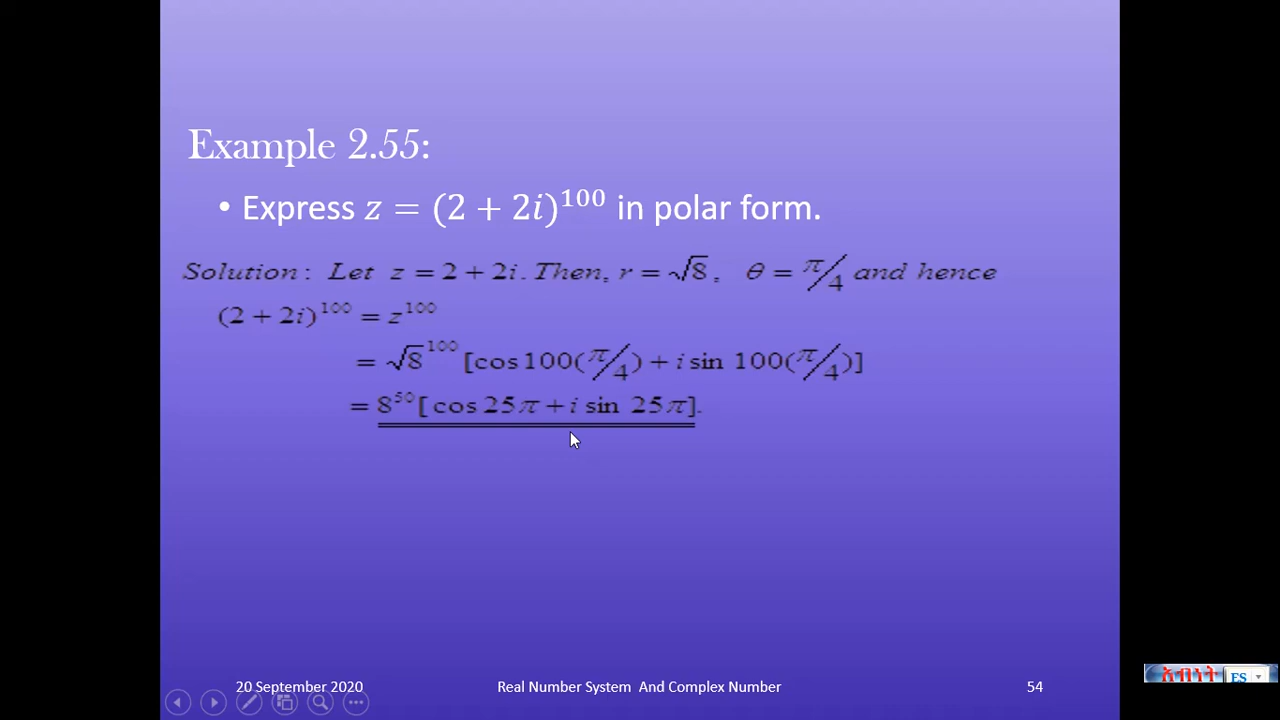 Example 2.55:
• Express z = (2 + 2i)¹⁰⁰ in polar form.
Solution: Let z = 2 + 2i. Then, r = √8, θ = π/4 and hence
(2 + 2i)¹⁰⁰ = z¹⁰⁰
= √8¹⁰⁰ [cos 100(π/4) + i sin 100(π/4)]
= 8⁵⁰ [cos 25π + i sin 25π].
20 September 2020 Real Number System And Complex Number 54
አበነት ES